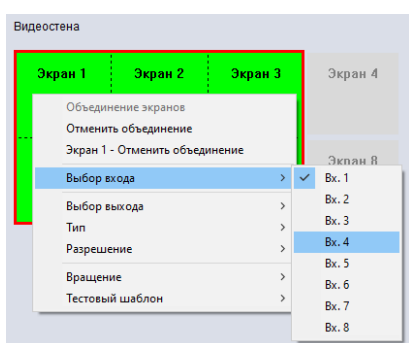 Видеостена
Экран 1 Экран 2 Экран 3 Экран 4
Объединение экранов
Отменить объединение
Экран 1 - Отменить объединение
Экран 8
Выбор входа
Вх. 1
Вх. 2
Выбор выхода
Вх. 3
Тип
Вх. 4
Разрешение
Вх. 5
Вращение
Вх. 6
Тестовый шаблон
Вх. 7
Вх. 8